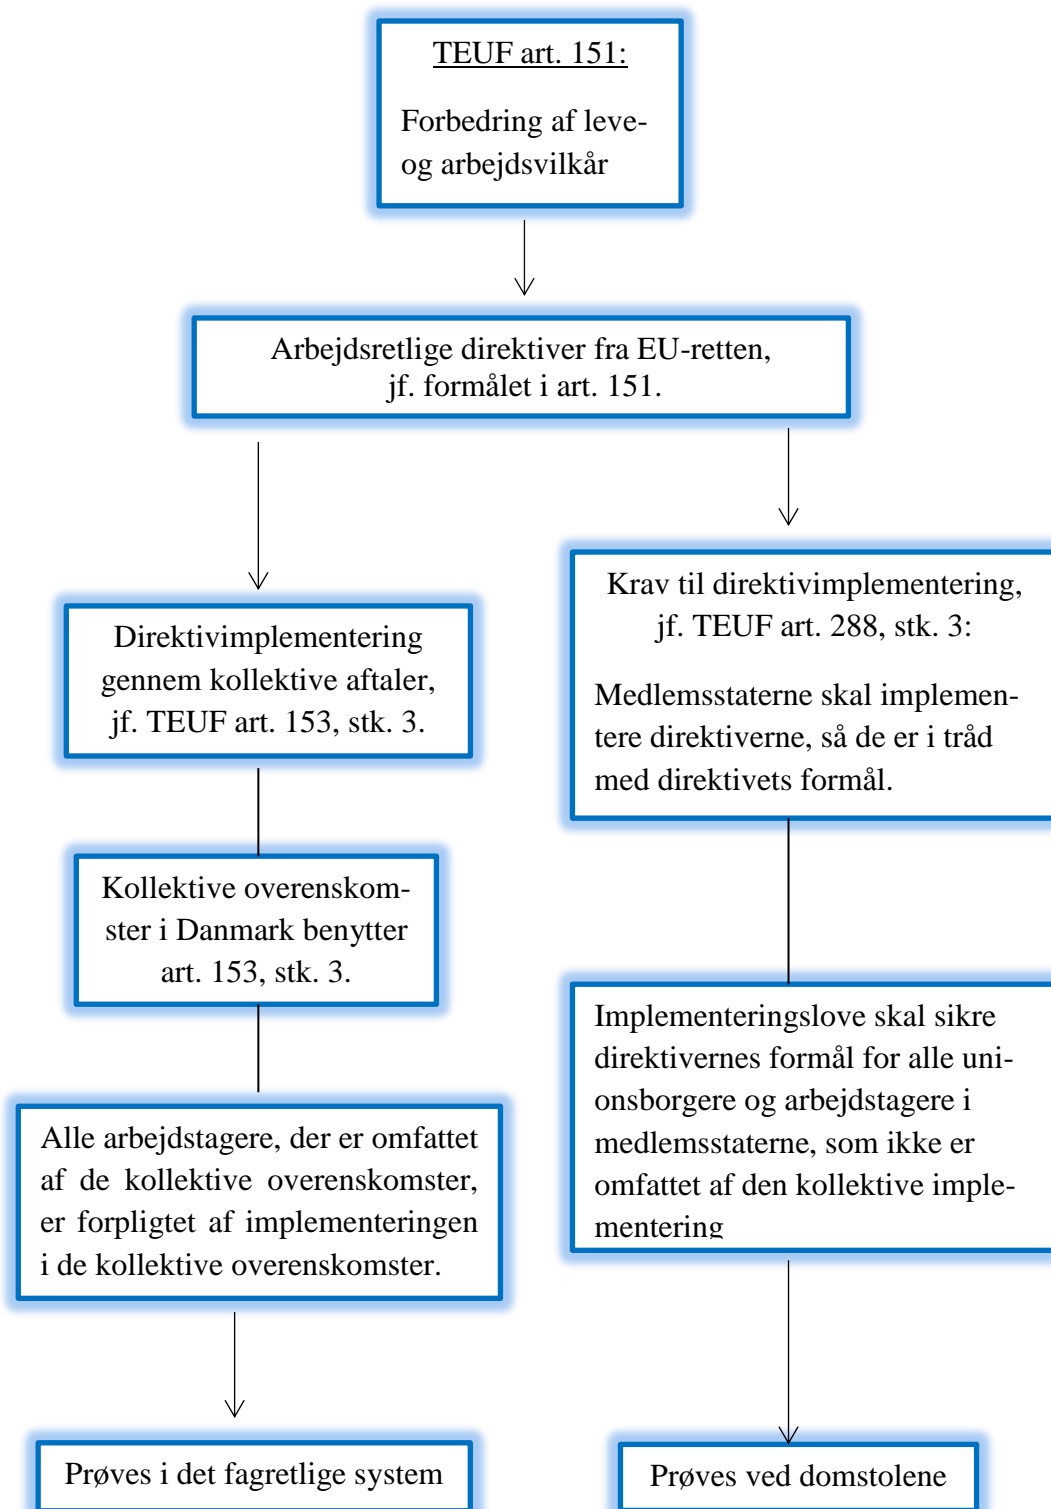 TEUF art. 151:
Forbedring af leve-
og arbejdsvilkår
Arbejdsretlige direktiver fra EU-retten,
jf. formålet i art. 151.
Direktivimplementering
gennem kollektive aftaler,
jf. TEUF art. 153, stk. 3.
Kollektive overenskom-
ster i Danmark benytter
art. 153, stk. 3.
Alle arbejdstagere, der er omfattet
af de kollektive overenskomster,
er forpligtet af implementeringen
i de kollektive overenskomster.
Prøves i det fagretlige system
Krav til direktivimplementering,
jf. TEUF art. 288, stk. 3:
Medlemsstaterne skal implemen-
tere direktiverne, så de er i tråd
med direktivets formål.
Implementeringslove skal sikre
direktivernes formål for alle uni-
onsborgere og arbejdstagere i
medlemsstaterne, som ikke er
omfattet af den kollektive imple-
mentering
Prøves ved domstolene